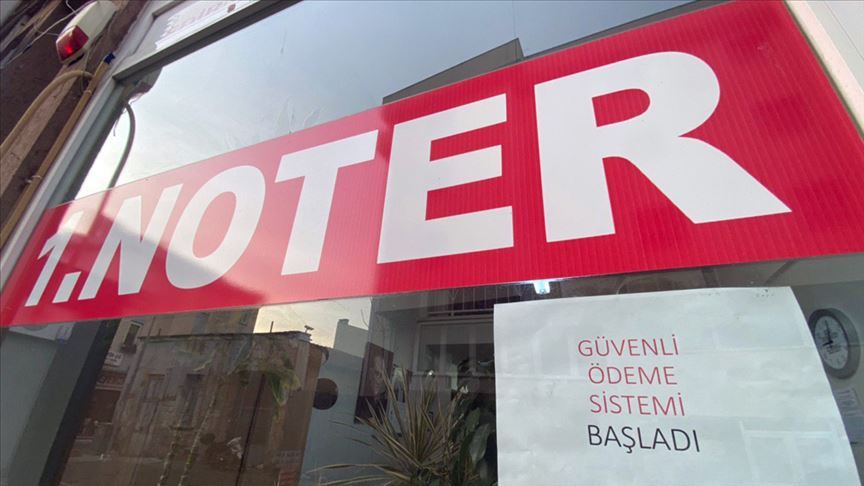 1.NOTER
GÜVENLİ
ÖDEME
SİSTEMİ
BAŞLADI